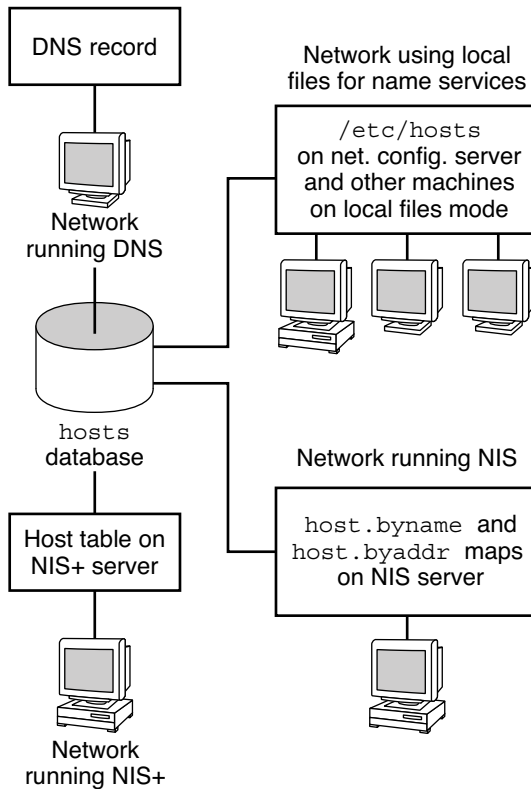 DNS record
Network
running DNS
hosts
database
Host table on
NIS+ server
Network
running NIS+
Network using local
files for name services
/etc/hosts
on net. config. server
and other machines
on local files mode
Network running NIS
host.byname and
host.byaddr maps
on NIS server